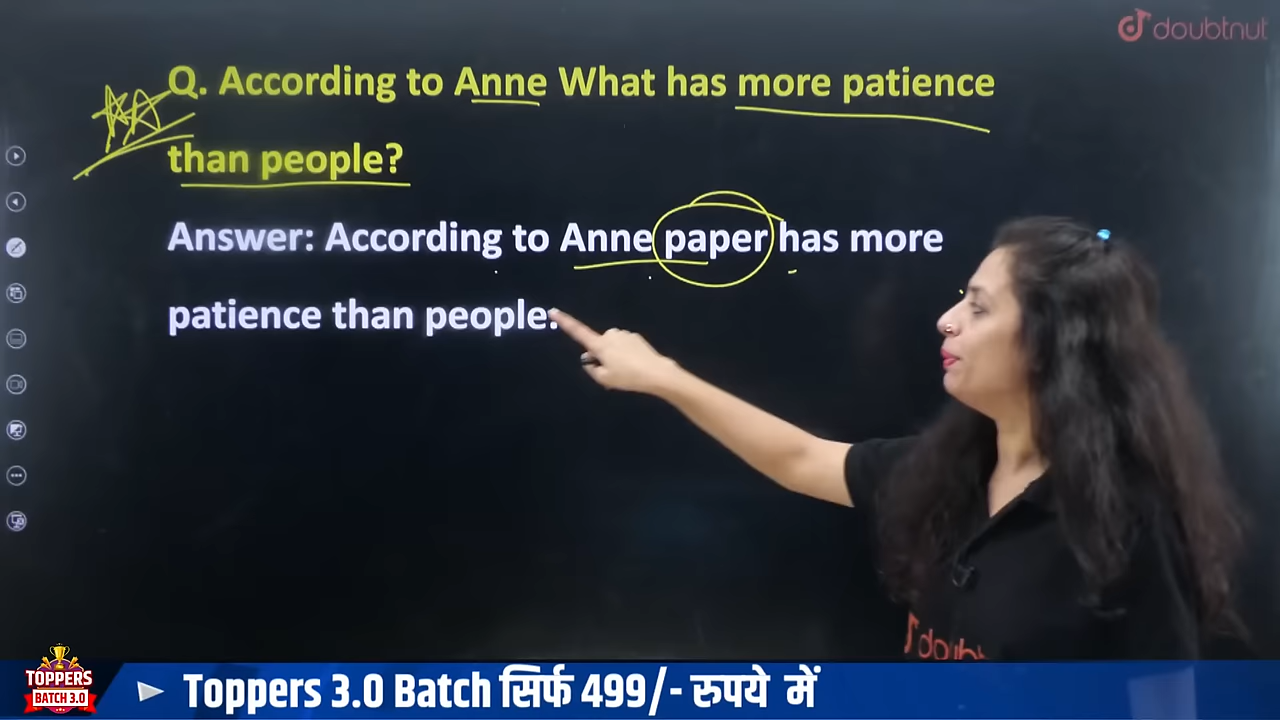 doubtnut
Q. According to Anne What has more patience
than people?
Answer: According to Anne paper has more
patience than people.
TOPPERS
BATCH 3.0
Toppers 3.0 Batch सिर्फ 499/- रुपये में